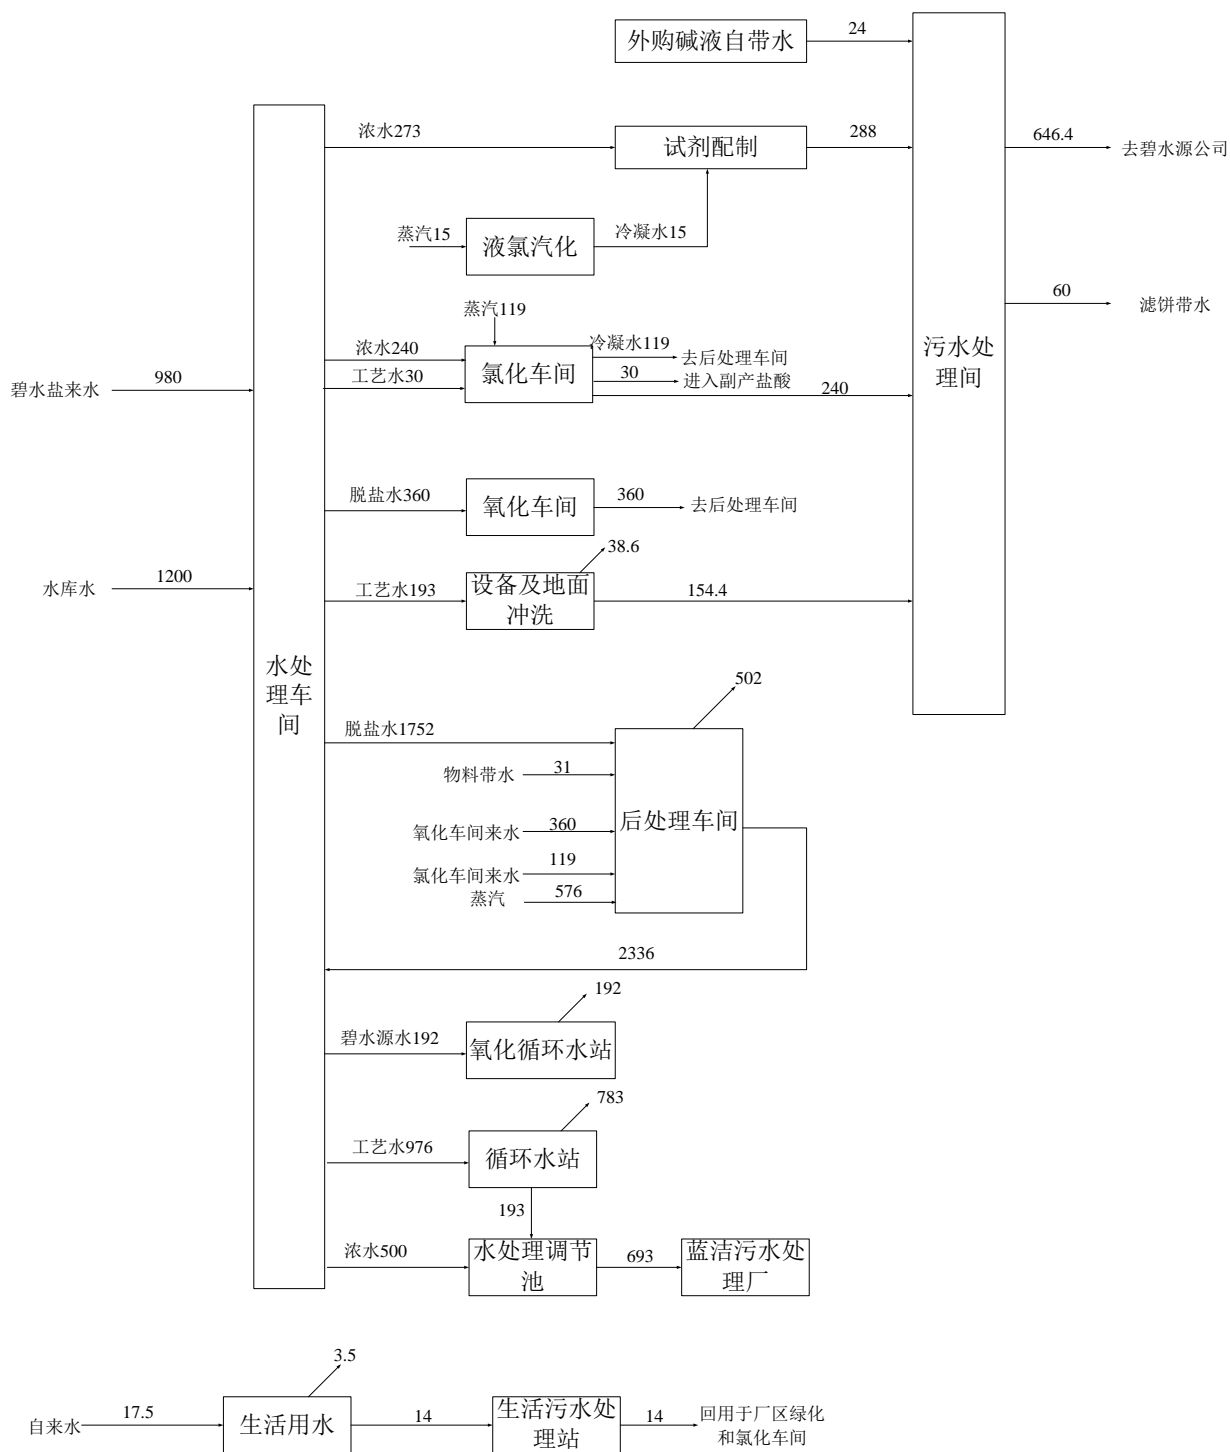 外购碱液自带水
24
浓水273
试剂配制
288
646.4
去碧水源公司
蒸汽15
液氯汽化
冷凝水15
60
滤饼带水
蒸汽119
浓水240
工艺水30
氯化车间
冷凝水119
去后处理车间
30
进入副产盐酸
240
污水处
理间
碧水盐来水
980
脱盐水360
氧化车间
360
去后处理车间
38.6
水库水
1200
工艺水193
设备及地面
冲洗
154.4
水处
理车
间
502
脱盐水1752
物料带水
31
后处理车间
氧化车间来水
360
氯化车间来水
119
蒸汽
576
2336
192
碧水源水192
氧化循环水站
783
工艺水976
循环水站
193
浓水500
水处理调节
池
693
蓝洁污水处
理厂
3.5
自来水
17.5
生活用水
14
生活污水处
理站
14
回用于厂区绿化
和氯化车间